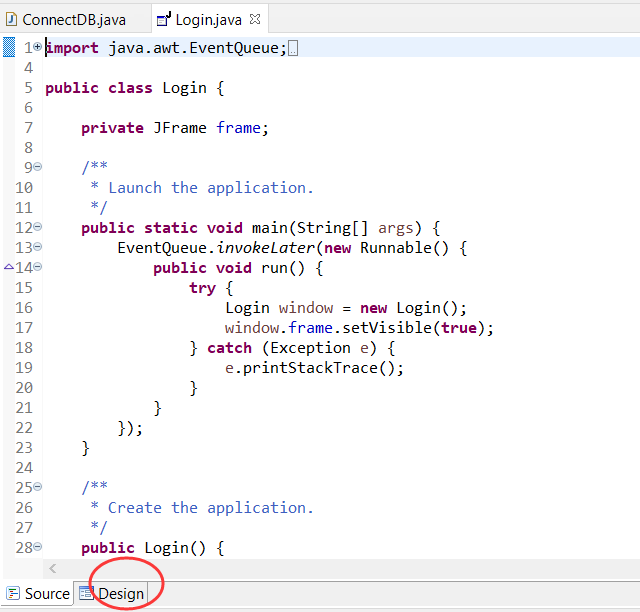 ConnectDB.java Login.java
1 import java.awt.EventQueue;
4
5 public class Login {
6
7     private JFrame frame;
8
9     /**
10      * Launch the application.
11      */
12     public static void main(String[] args) {
13         EventQueue.invokeLater(new Runnable() {
14             public void run() {
15                 try {
16                     Login window = new Login();
17                     window.frame.setVisible(true);
18                 } catch (Exception e) {
19                     e.printStackTrace();
20                 }
21             }
22         });
23     }
24
25     /**
26      * Create the application.
27      */
28     public Login() {
Source Design